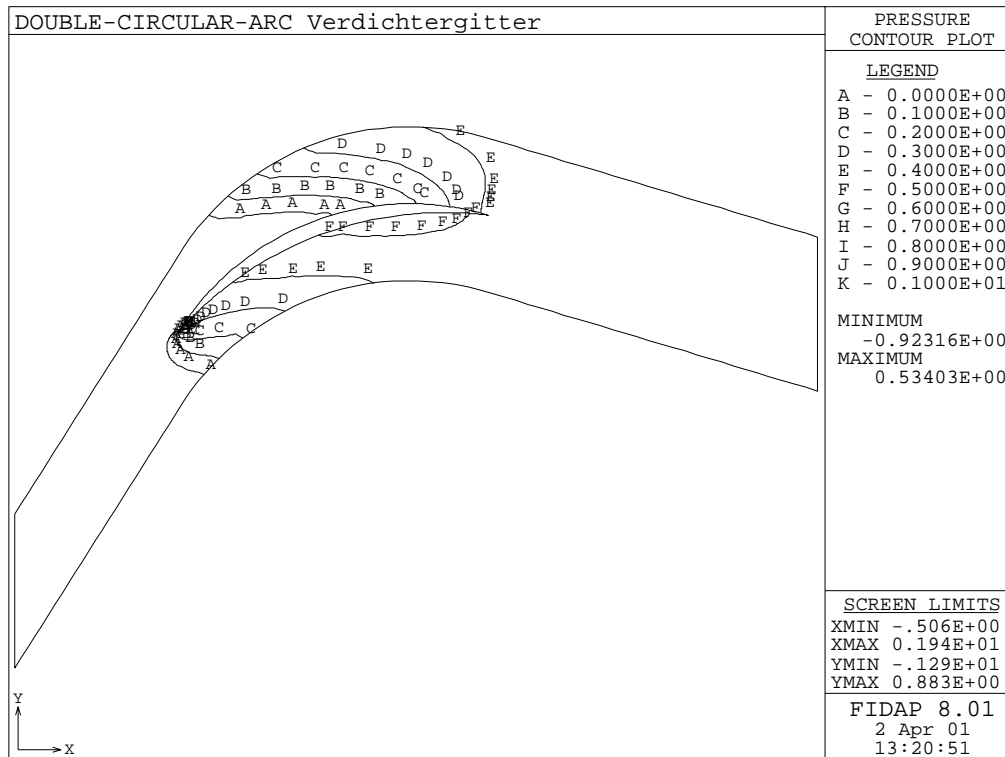 DOUBLE-CIRCULAR-ARC Verdichtergitter
PRESSURE
CONTOUR PLOT
LEGEND
A - 0.0000E+00
B - 0.1000E+00
C - 0.2000E+00
D - 0.3000E+00
E - 0.4000E+00
F - 0.5000E+00
G - 0.6000E+00
H - 0.7000E+00
I - 0.8000E+00
J - 0.9000E+00
K - 0.1000E+01
MINIMUM
-0.92316E+00
MAXIMUM
0.53403E+00
SCREEN LIMITS
XMIN -.506E+00
XMAX 0.194E+01
YMIN -.129E+01
YMAX 0.883E+00
FIDAP 8.01
2 Apr 01
13:20:51
E
D D D D D
E E
C C C C C C C
B B B B B B
D D
E E E
A A A A A
F F F F F F F F F
E E E E E
D D D D D
C C C
B B
A A A
Y
X